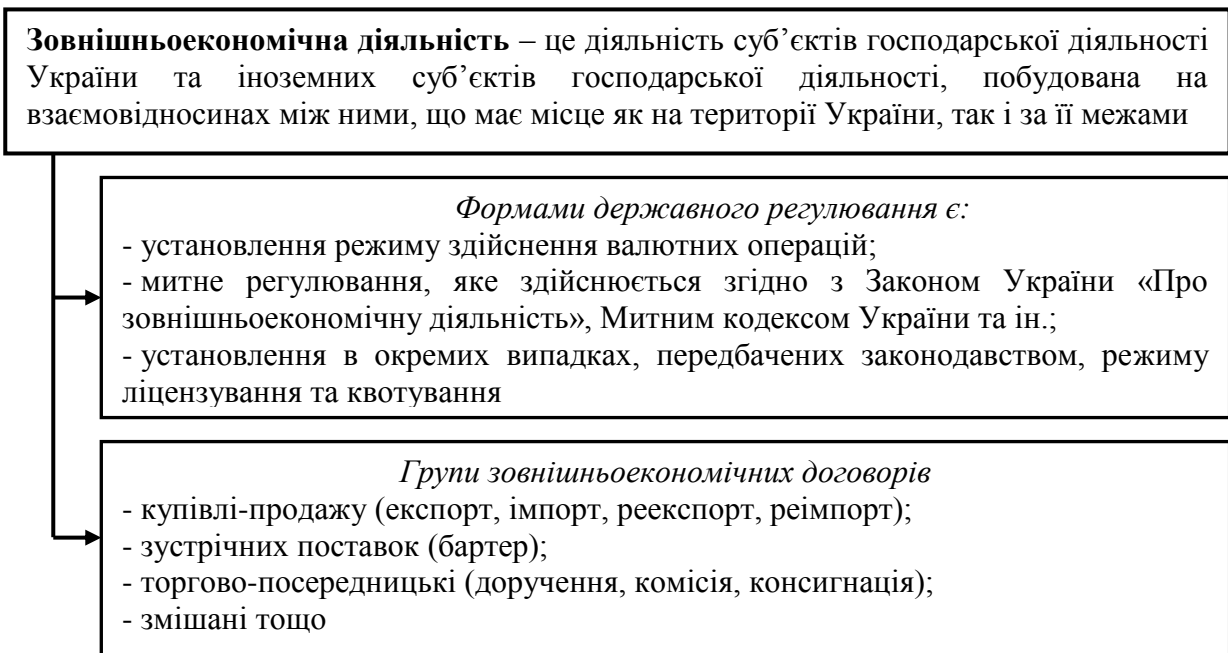 Зовнішньоекономічна діяльність – це діяльність суб’єктів господарської діяльності
України та іноземних суб’єктів господарської діяльності, побудована на
взаємовідносинах між ними, що має місце як на території України, так і за її межами
Формами державного регулювання є:
- установлення режиму здійснення валютних операцій;
- митне регулювання, яке здійснюється згідно з Законом України «Про
зовнішньоекономічну діяльність», Митним кодексом України та ін.;
- установлення в окремих випадках, передбачених законодавством, режиму
ліцензування та квотування
Групи зовнішньоекономічних договорів
- купівлі-продажу (експорт, імпорт, реекспорт, реімпорт);
- зустрічних поставок (бартер);
- торгово-посередницькі (доручення, комісія, консигнація);
- змішані тощо